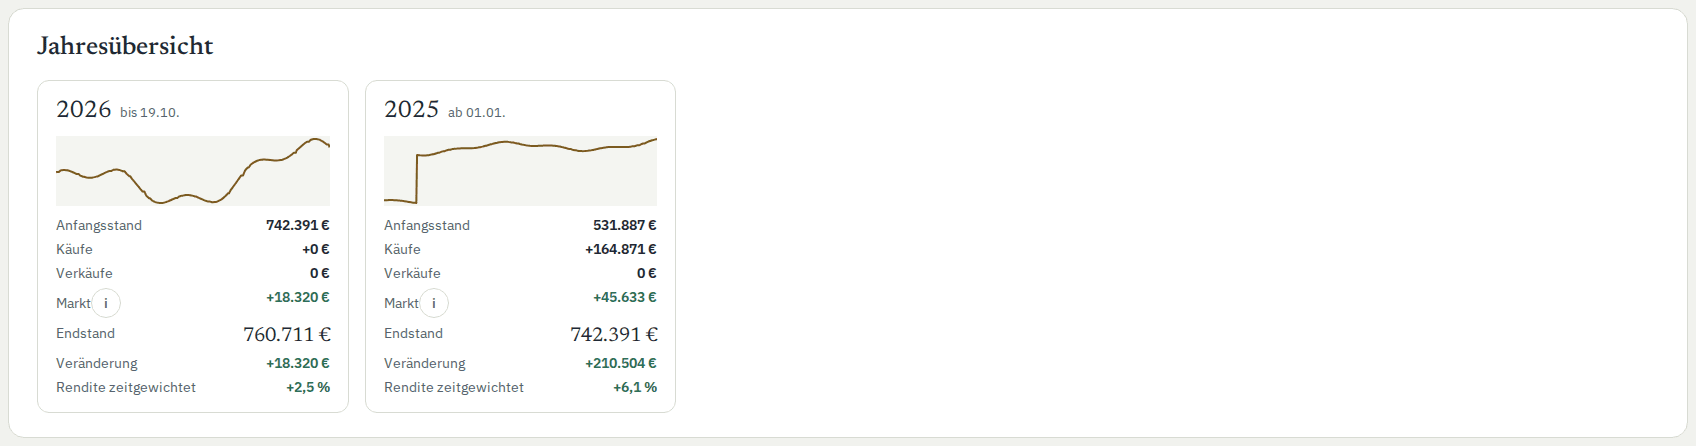 Jahresübersicht
2026 bis 19.10.
Anfangsstand 742.391 €
Käufe +0 €
Verkäufe 0 €
Markt i +18.320 €
Endstand 760.711 €
Veränderung +18.320 €
Rendite zeitgewichtet +2,5 %
2025 ab 01.01.
Anfangsstand 531.887 €
Käufe +164.871 €
Verkäufe 0 €
Markt i +45.633 €
Endstand 742.391 €
Veränderung +210.504 €
Rendite zeitgewichtet +6,1 %